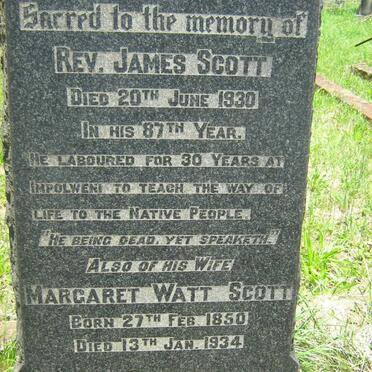 Sacred to the memory of
REV. JAMES SCOTT
DIED 20TH JUNE 1930
IN HIS 87TH YEAR.
HE LABOURED FOR 30 YEARS AT
IMPOLWENI TO TEACH THE WAY OF
LIFE TO THE NATIVE PEOPLE.
"HE BEING DEAD, YET SPEAKETH."
ALSO OF HIS WIFE
MARGARET WATT SCOTT
BORN 27TH FEB. 1850
DIED 13TH JAN. 1934.